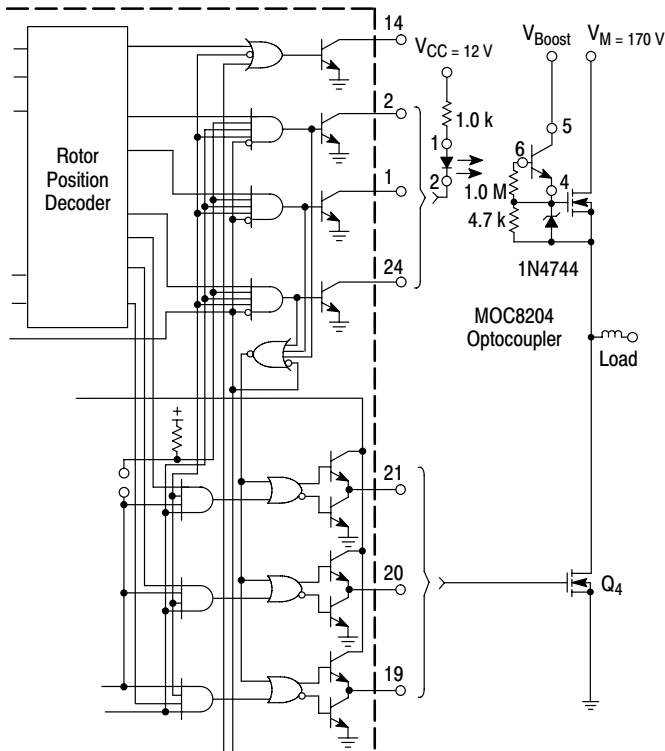 14
V_CC = 12 V
V_Boost
V_M = 170 V
2
1.0 k
1
5
6
4
1.0 M
2
4.7 k
Rotor
Position
Decoder
1
1N4744
24
MOC8204
Optocoupler
Load
+
21
20
Q_4
19